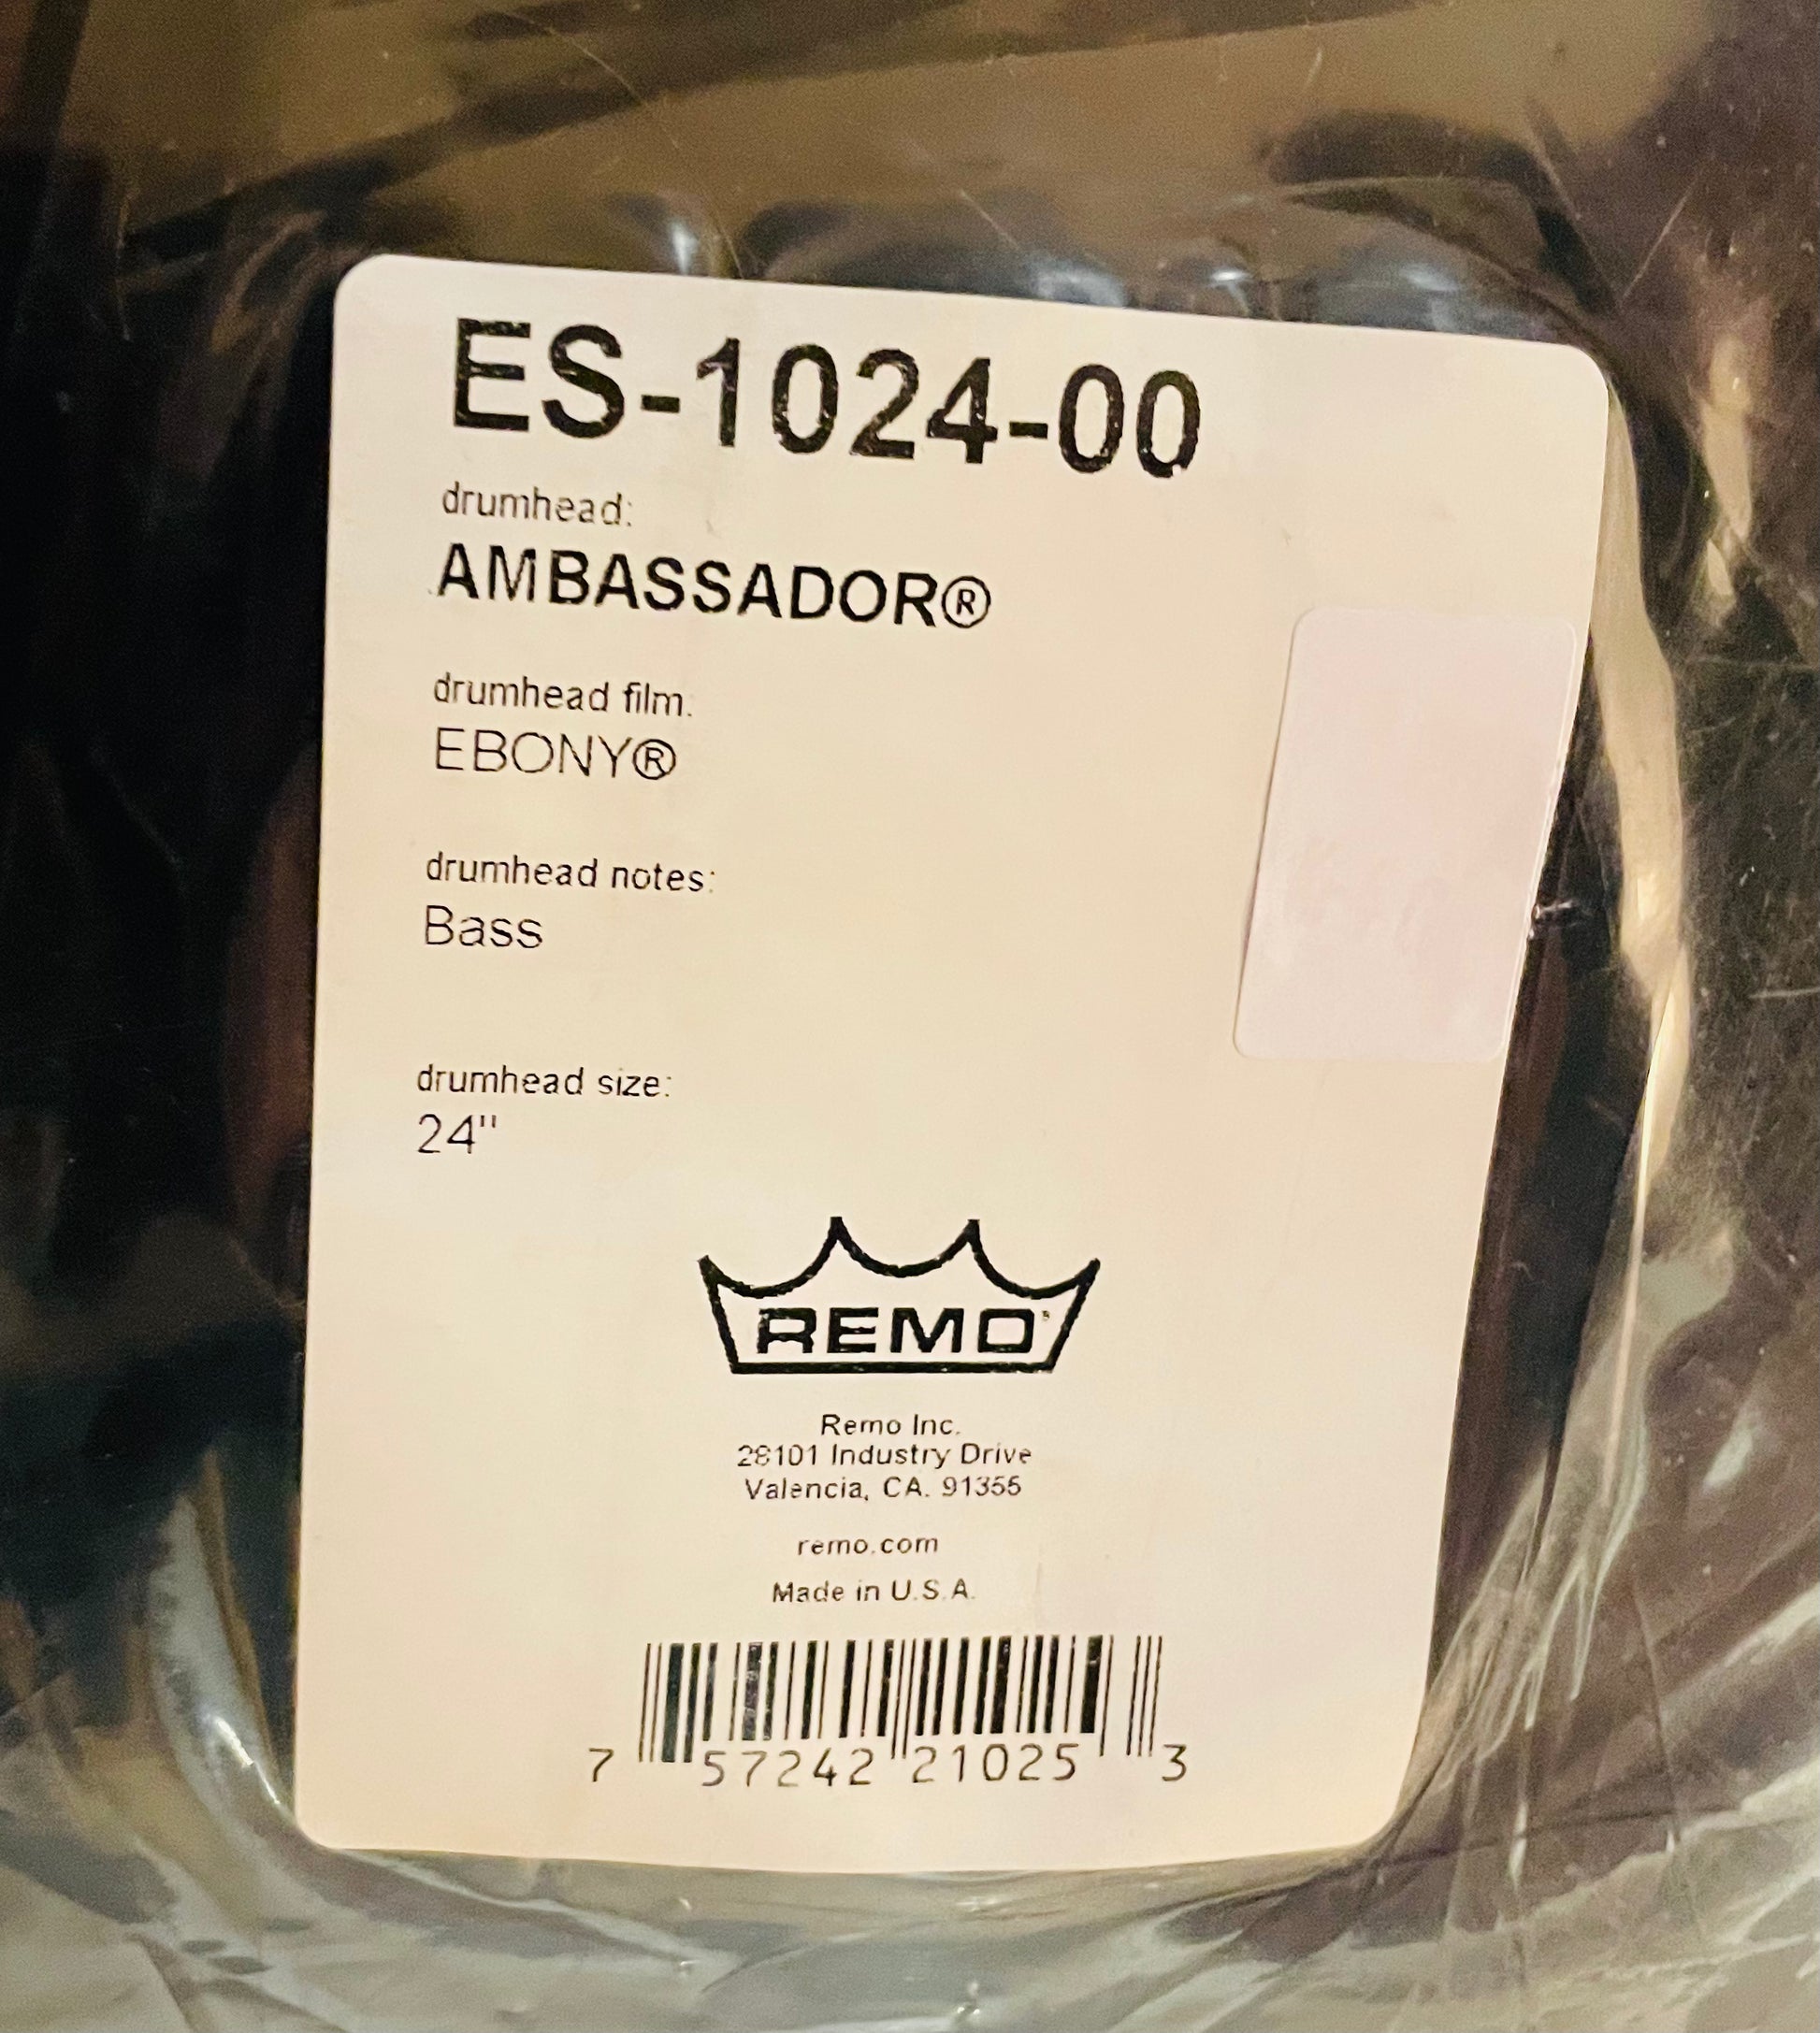 ES-1024-00
drumhead:
AMBASSADOR®
drumhead film:
EBONY®
drumhead notes:
Bass
drumhead size:
24"
REMO
Remo Inc.
28101 Industry Drive
Valencia, CA. 91355
remo.com
Made in U.S.A.
7 57242 21025 3